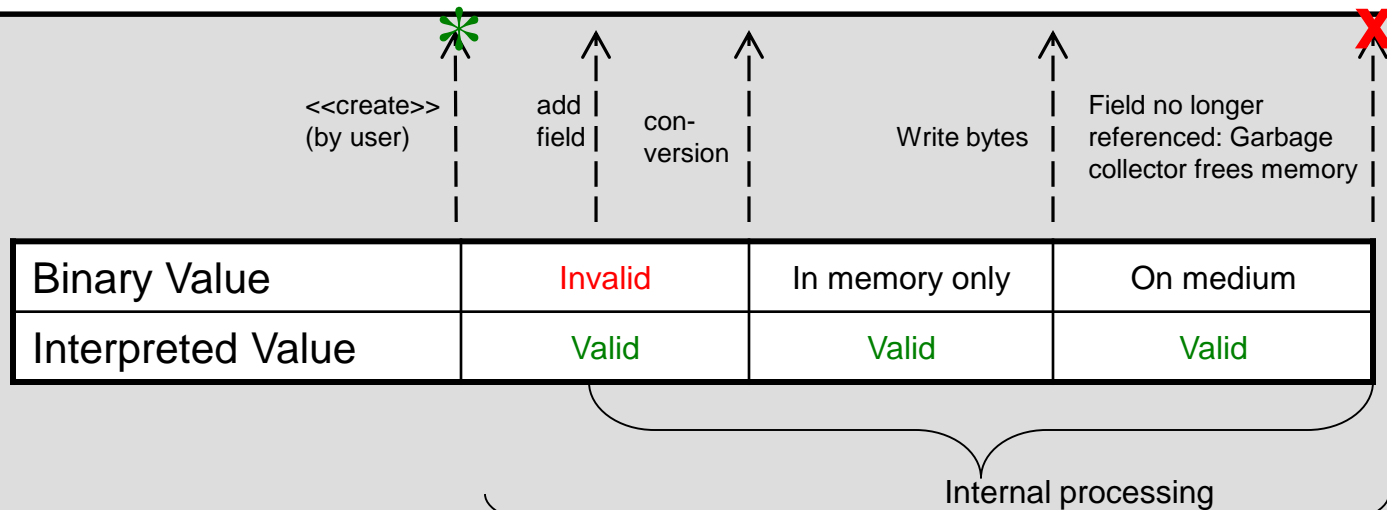 <<create>>
(by user)
add
field
con-
version
Write bytes
Field no longer
referenced: Garbage
collector frees memory
Binary Value
Invalid
In memory only
On medium
Interpreted Value
Valid
Valid
Valid
Internal processing